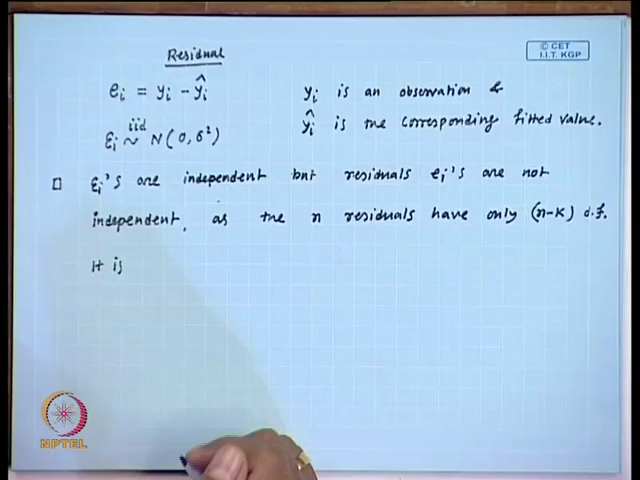 Residual
© CET
I.I.T. KGP
eᵢ = yᵢ - ŷᵢ
yᵢ is an observation &
ŷᵢ is the corresponding fitted value.
εᵢ iid ~ N(0, σ²)
□ εᵢ's are independent but residuals eᵢ's are not
independent, as the n residuals have only (n-k) d.f.
It is
NPTEL